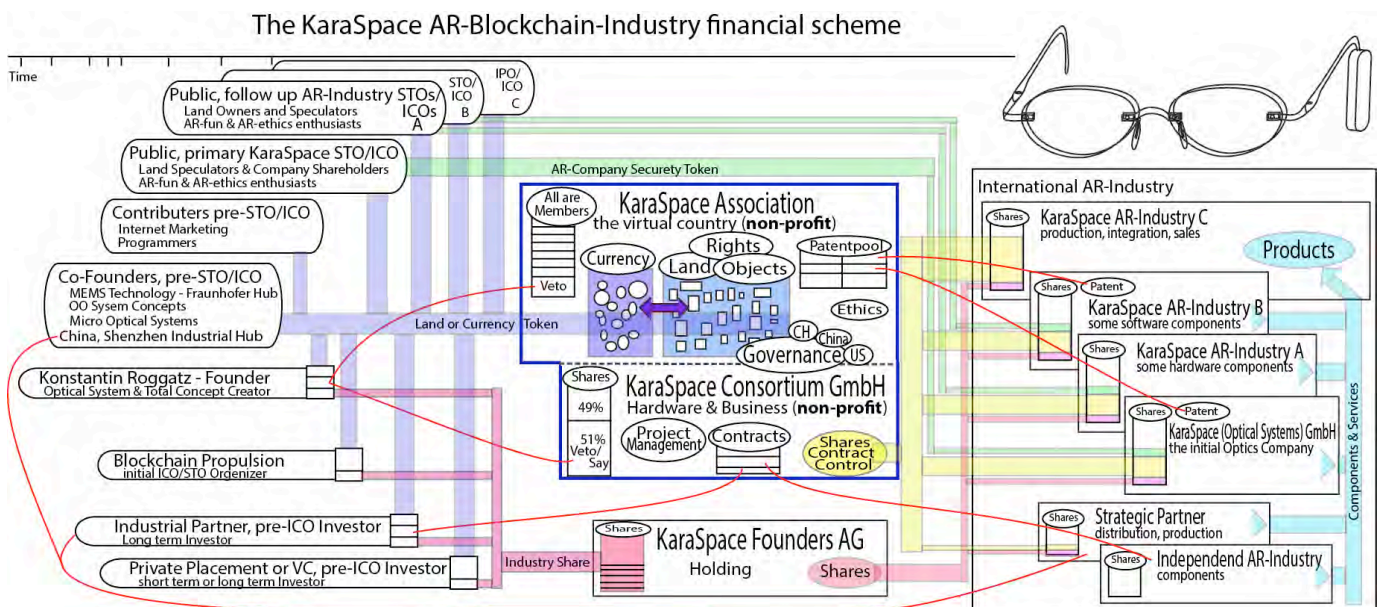 The KaraSpace AR-Blockchain-Industry financial scheme
Time
IPO/
ICO
C
STO/
ICO
B
Public, follow up AR-Industry STOs/
ICOs
Land Owners and Speculators
AR-fun & AR-ethics enthusiasts
A
Public, primary KaraSpace STO/ICO
Land Speculators & Company Shareholders
AR-fun & AR-ethics enthusiasts
AR-Company Securety Token
Contributers pre-STO/ICO
Internet Marketing
Programmers
Co-Founders, pre-STO/ICO
MEMS Technology - Fraunhofer Hub
OO Sysem Concepts
Micro Optical Systems
China, Shenzhen Industrial Hub
Land or Currency Token
Konstantin Roggatz - Founder
Optical System & Total Concept Creator
Blockchain Propulsion
initial ICO/STO Organizer
Industrial Partner, pre-ICO Investor
Long term Investor
Private Placement or VC, pre-ICO Investor
short term or long term Investor
Industry Share
All are
Members
Veto
KaraSpace Association
the virtual country (non-profit)
Currency
Rights
Land
Objects
Patentpool
Ethics
CH
China
US
Governance
Shares
49%
51%
Veto/
Say
KaraSpace Consortium GmbH
Hardware & Business (non-profit)
Project
Management
Contracts
Shares
Contract
Control
Shares
KaraSpace Founders AG
Holding
Shares
International AR-Industry
Shares
KaraSpace AR-Industry C
production, integration, sales
Products
Shares
Patent
KaraSpace AR-Industry B
some software components
Shares
KaraSpace AR-Industry A
some hardware components
Shares
Patent
KaraSpace (Optical Systems) GmbH
the initial Optics Company
Shares
Strategic Partner
distribution, production
Shares
Independend AR-Industry
components
Components & Services